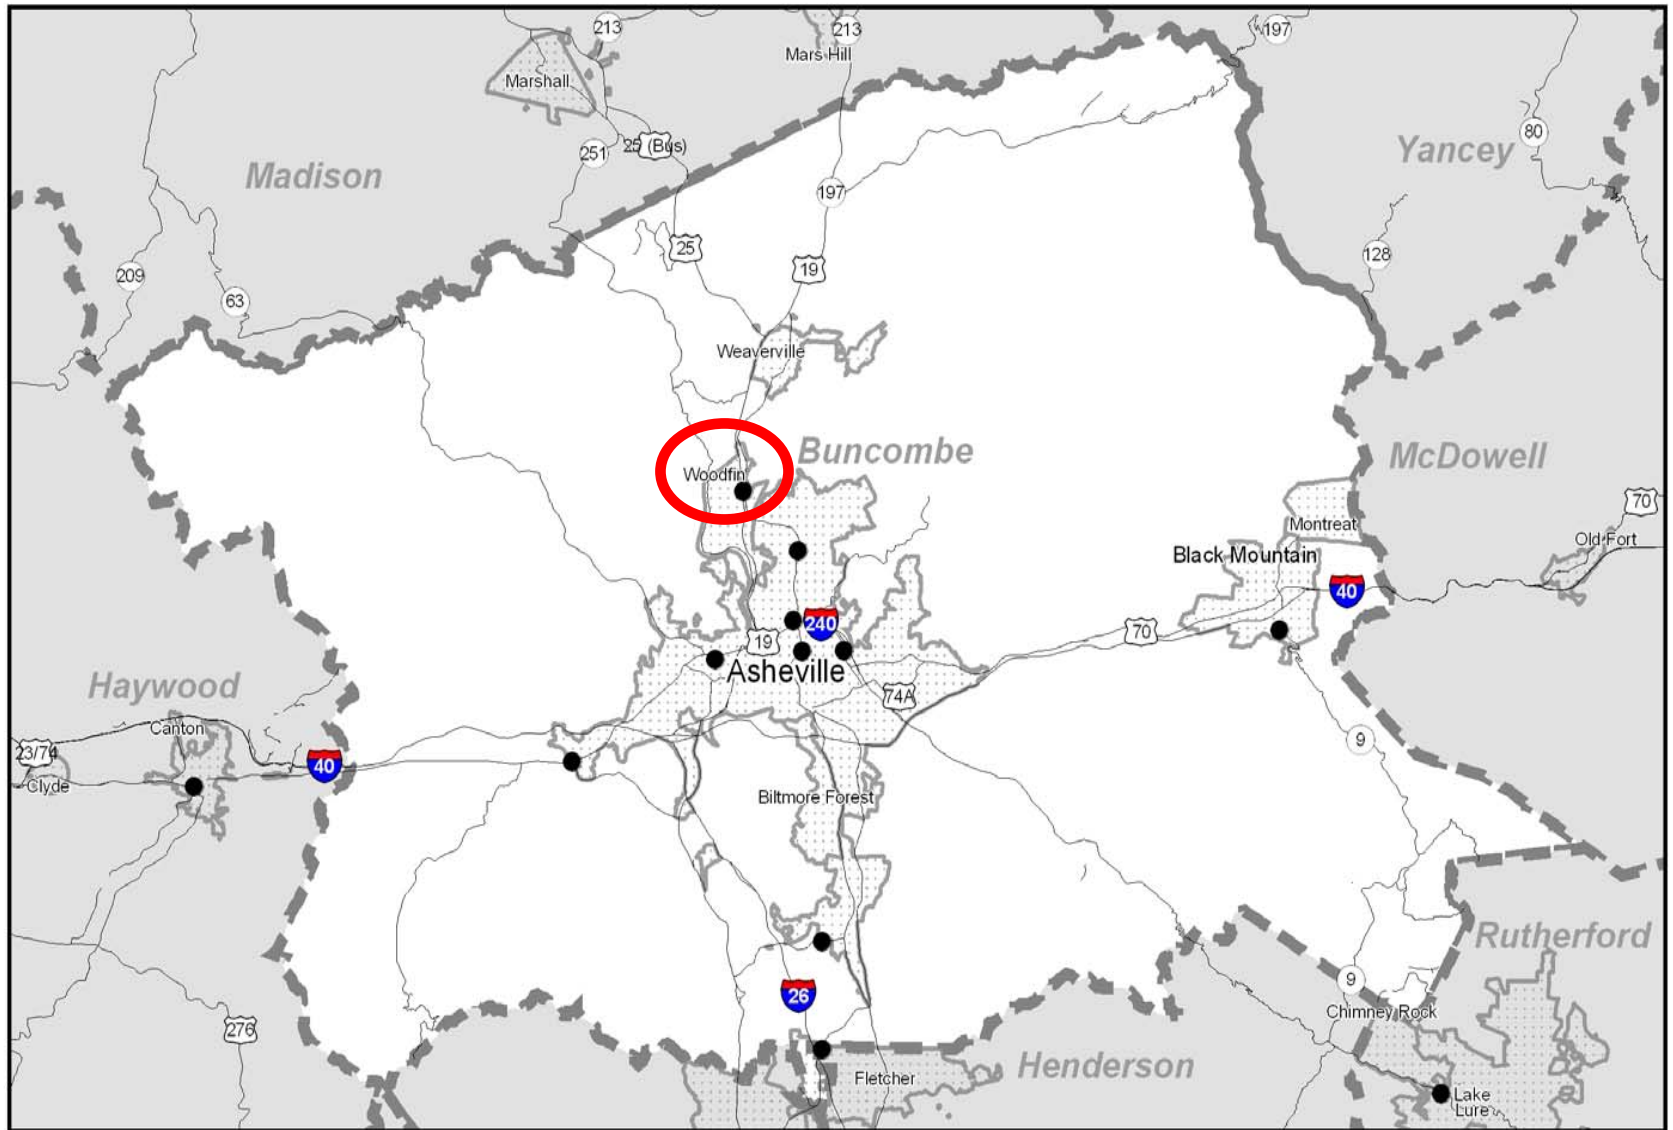 213
213
197
Mars Hill
Marshall
80
25 (Bus)
251
Yancey
Madison
197
25
128
19
209
63
Weaverville
Buncombe
McDowell
Woodfin
70
Montreat
Old Fort
Black Mountain
40
240
19
70
Asheville
Haywood
74A
Canton
9
23/74
40
Clyde
Biltmore Forest
Rutherford
9
26
Chimney Rock
276
Henderson
Fletcher
Lake
Lure